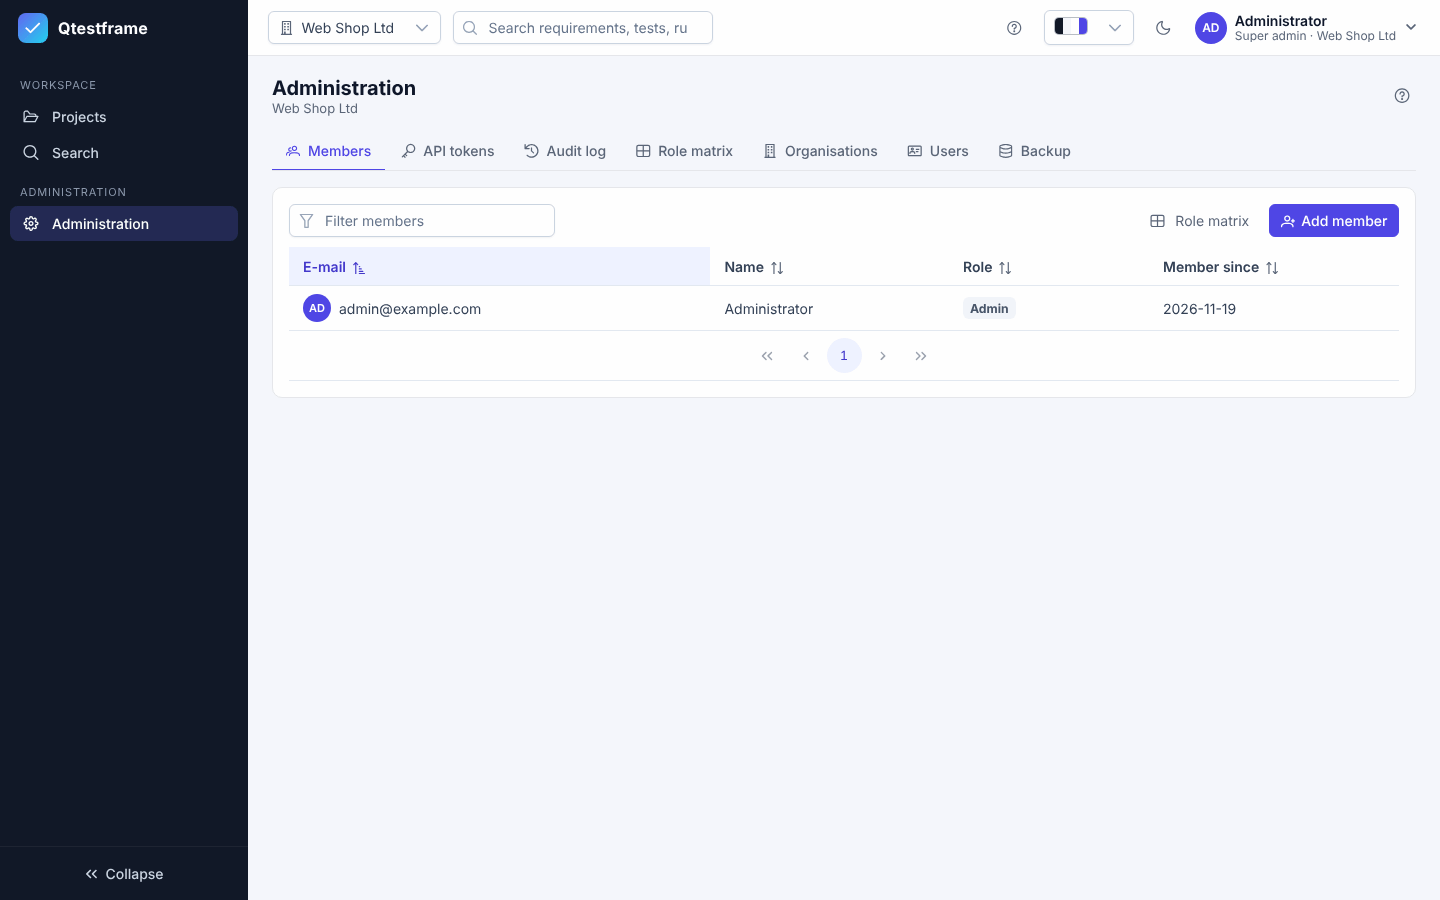 Qtestframe
Web Shop Ltd
Search requirements, tests, ru
AD
Administrator
Super admin · Web Shop Ltd
WORKSPACE
Projects
Search
ADMINISTRATION
Administration
Administration
Web Shop Ltd
Members
API tokens
Audit log
Role matrix
Organisations
Users
Backup
Filter members
Role matrix
Add member
E-mail
Name
Role
Member since
AD
admin@example.com
Administrator
Admin
2026-11-19
1
Collapse